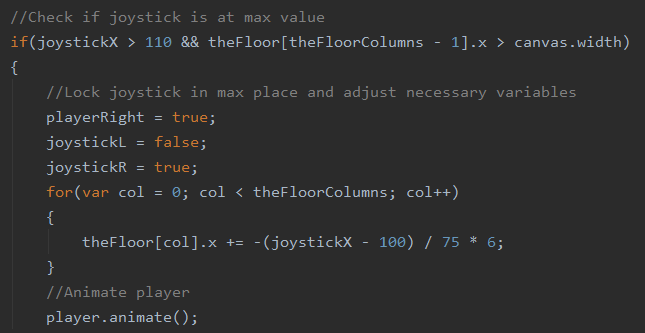 //Check if joystick is at max value
if(joystickX > 110 && theFloor[theFloorColumns - 1].x > canvas.width)
{
//Lock joystick in max place and adjust necessary variables
playerRight = true;
joystickL = false;
joystickR = true;
for(var col = 0; col < theFloorColumns; col++)
{
theFloor[col].x += -(joystickX - 100) / 75 * 6;
}
//Animate player
player.animate();